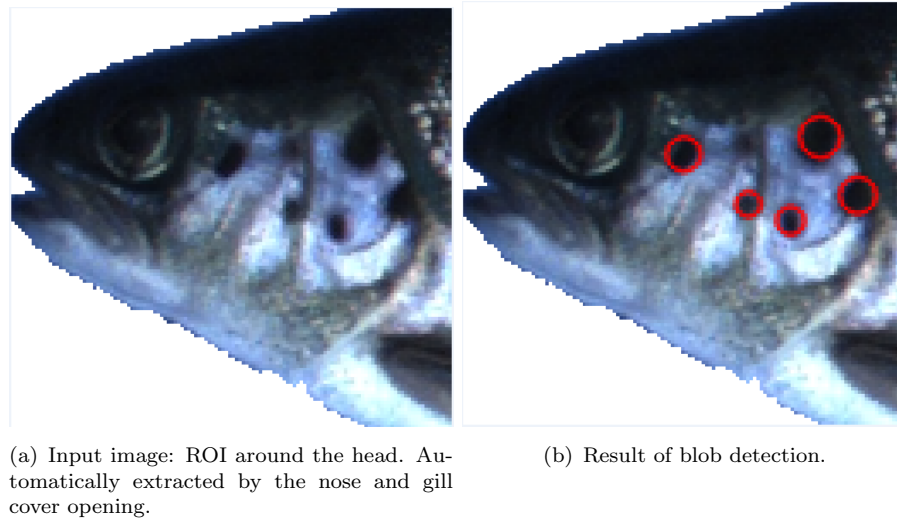 (a) Input image: ROI around the head. Au-
tomatically extracted by the nose and gill
cover opening.
(b) Result of blob detection.